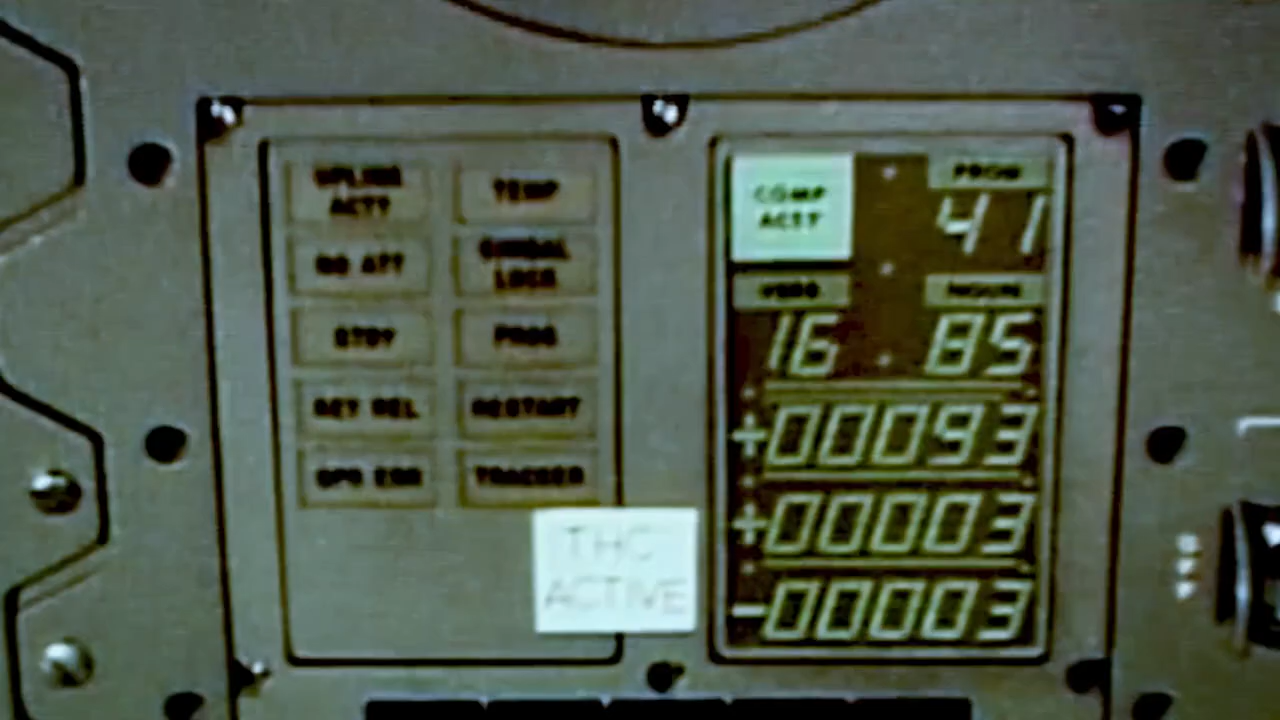 UPLINK
ACTY
TEMP
NO ATT
GIMBAL
LOCK
STBY
PROG
KEY REL
RESTART
OPR ERR
TRACKER
THC
ACTIVE
COMP
ACTY
PROG
41
VERB
NOUN
16
85
+00093
+00003
-00003